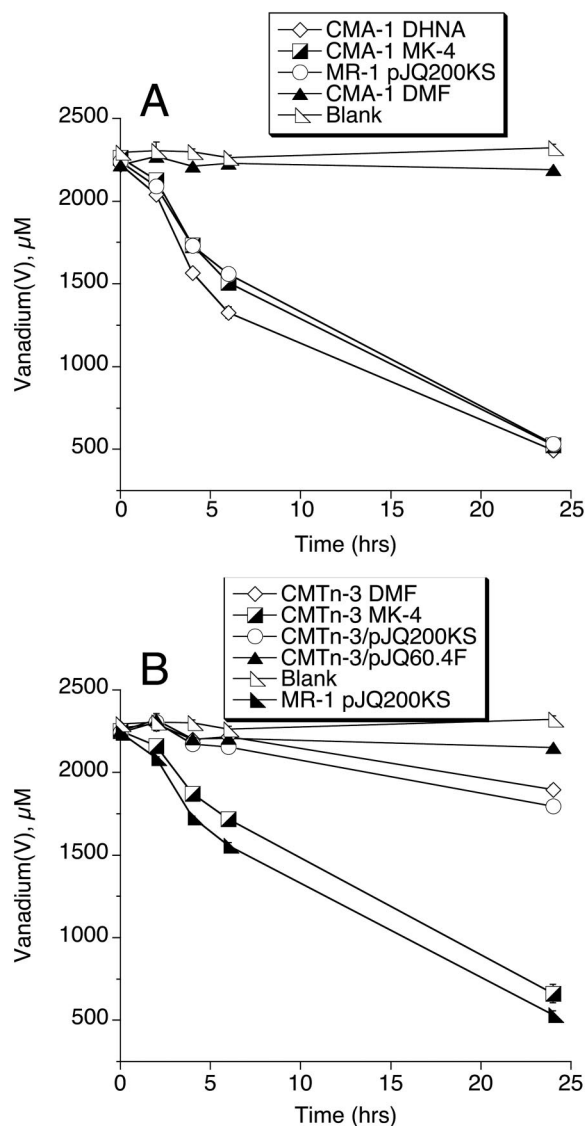 CMA-1 DHNA
CMA-1 MK-4
MR-1 pJQ200KS
CMA-1 DMF
Blank
A
2500
2000
1500
1000
500
Vanadium(V), µM
0 5 10 15 20 25
Time (hrs)
CMTn-3 DMF
CMTn-3 MK-4
CMTn-3/pJQ200KS
CMTn-3/pJQ60.4F
Blank
MR-1 pJQ200KS
B
2500
2000
1500
1000
500
Vanadium(V), µM
0 5 10 15 20 25
Time (hrs)